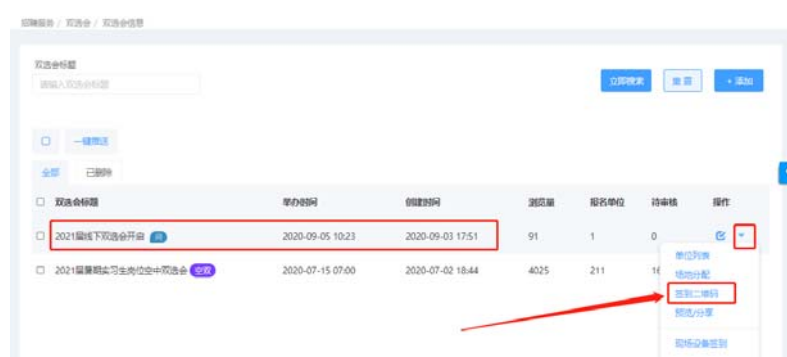 招聘服务 / 双选会 / 双选会信息
双选会标题
请输入双选会标题
立即搜索 重置 + 添加
一键推送
全部 已删除
双选会标题 举办时间 创建时间 浏览量 报名单位 待审核 操作
2021届线下双选会开启 2020-09-05 10:23 2020-09-03 17:51 91 1 0
2021届暑期实习生岗位空中双选会 空双 2020-07-15 07:00 2020-07-02 18:44 4025 211
单位列表
场地分配
签到二维码
预览/分享
现场设备签到